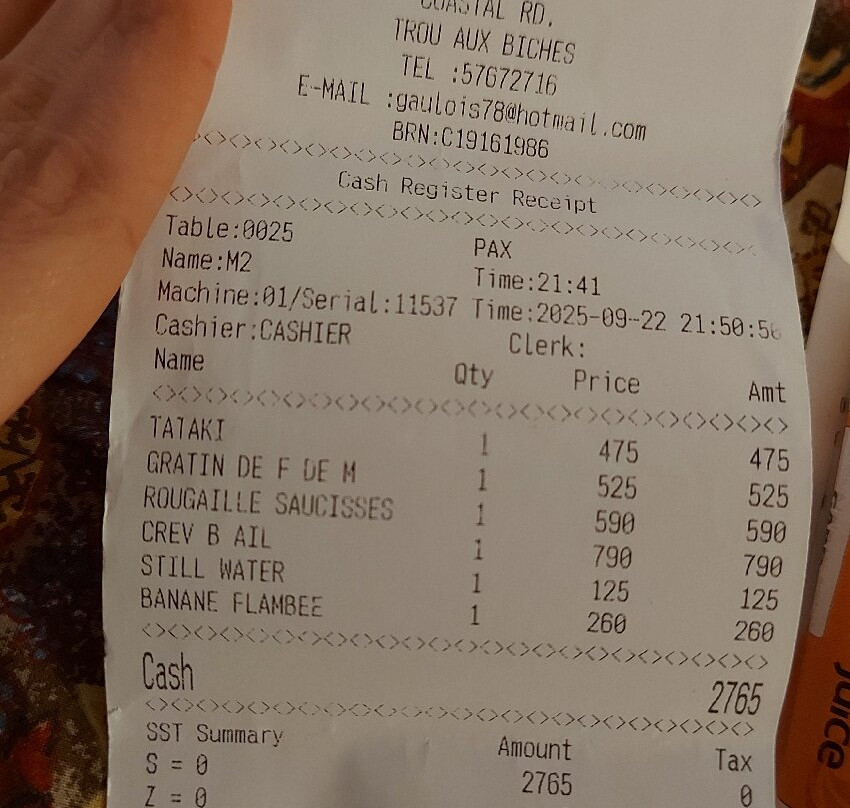 COASTAL RD,
TROU AUX BICHES
TEL :57672716
E-MAIL :gaulois78@hotmail.com
BRN:C19161986
<><><><><><><><><><><><><><><><><><><><><>
Cash Register Receipt
<><><><><><><><><><><><><><><><><><><><><>
Table:0025 PAX
Name:M2 Time:21:41
Machine:01/Serial:11537 Time:2025-09-22 21:50:56
Cashier:CASHIER Clerk:
Name Qty Price Amt
<><><><><><><><><><><><><><><><><><><><><>
TATAKI 1 475 475
GRATIN DE F DE M 1 525 525
ROUGAILLE SAUCISSES 1 590 590
CREV B AIL 1 790 790
STILL WATER 1 125 125
BANANE FLAMBEE 1 260 260
<><><><><><><><><><><><><><><><><><><><><>
Cash 2765
<><><><><><><><><><><><><><><><><><><><><>
SST Summary Amount Tax
S = 0 2765 0
Z = 0
juice